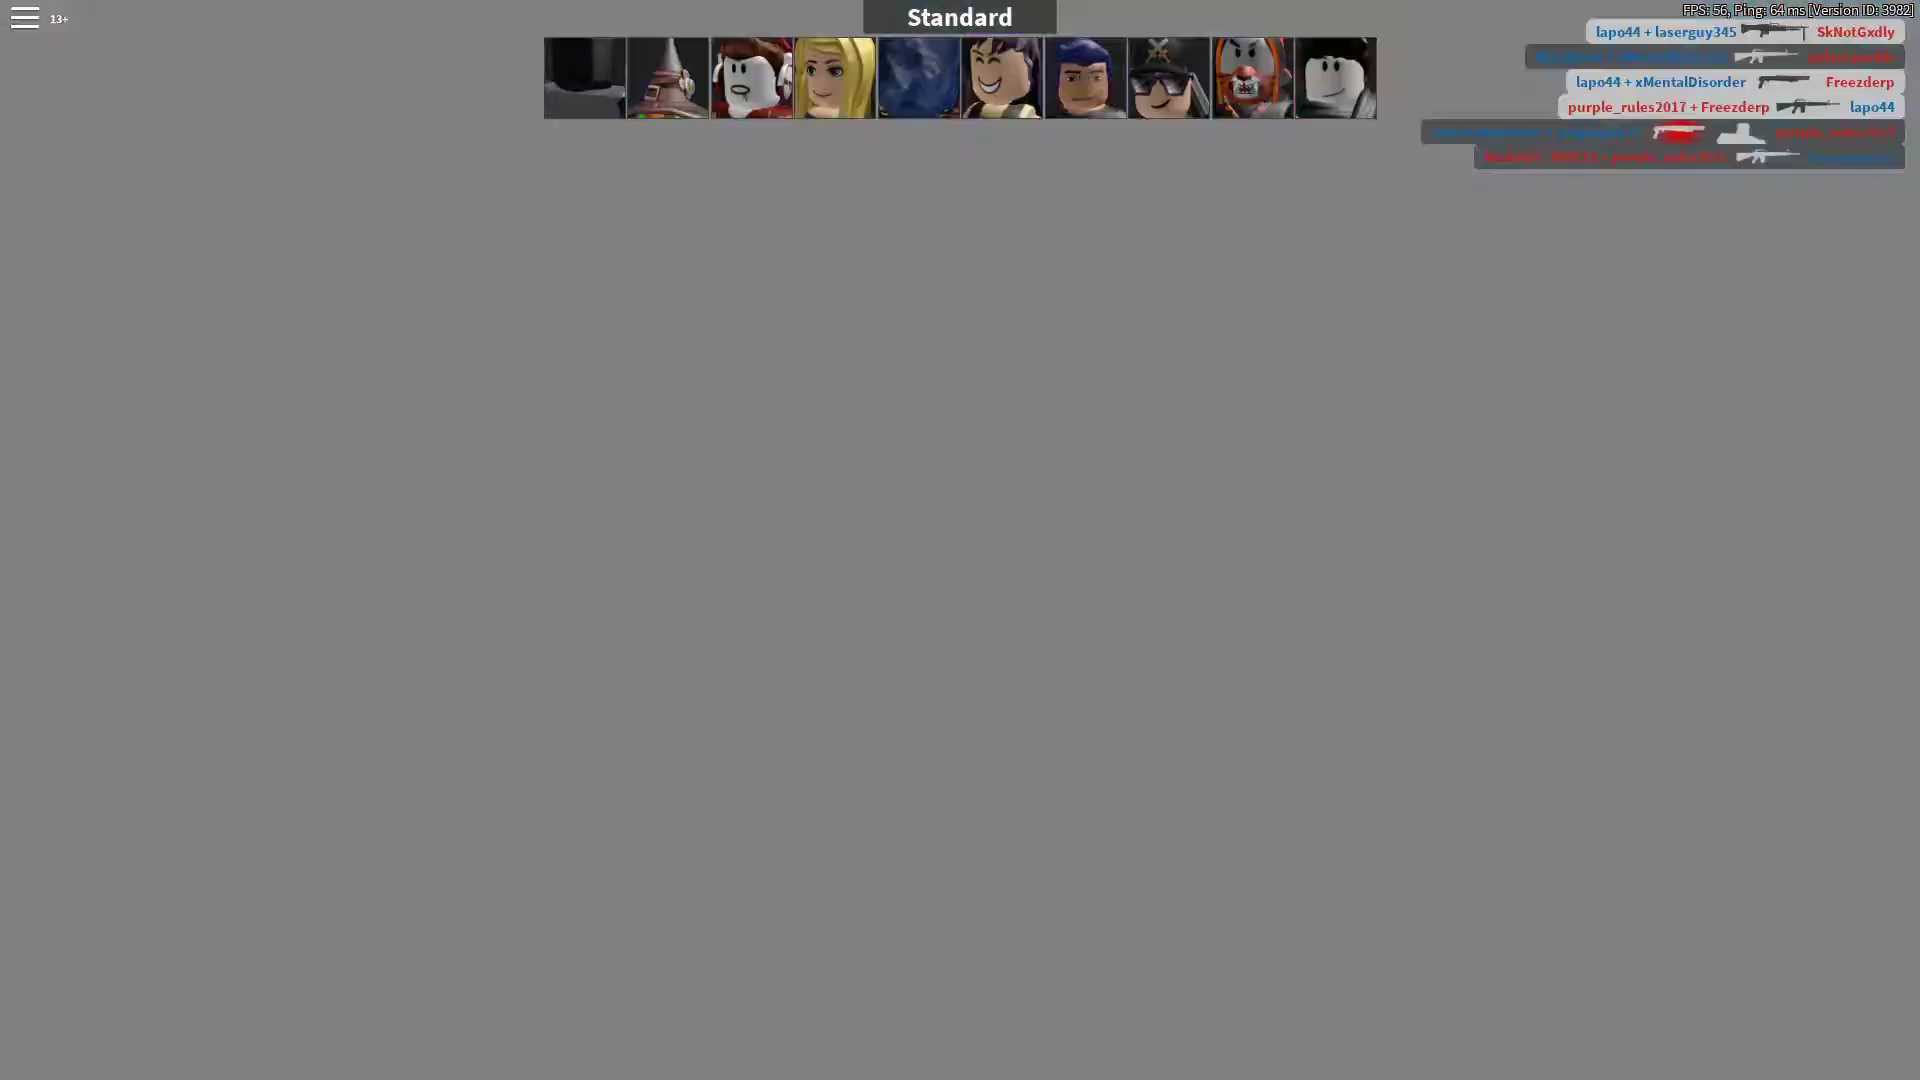 13+
Standard
FPS: 56, Ping: 64 ms [Version ID: 3982]
lapo44 + laserguy345 SkNotGxdly
lapo44 + xMentalDisorder Freezderp
purple_rules2017 + Freezderp lapo44
purple_rules2017